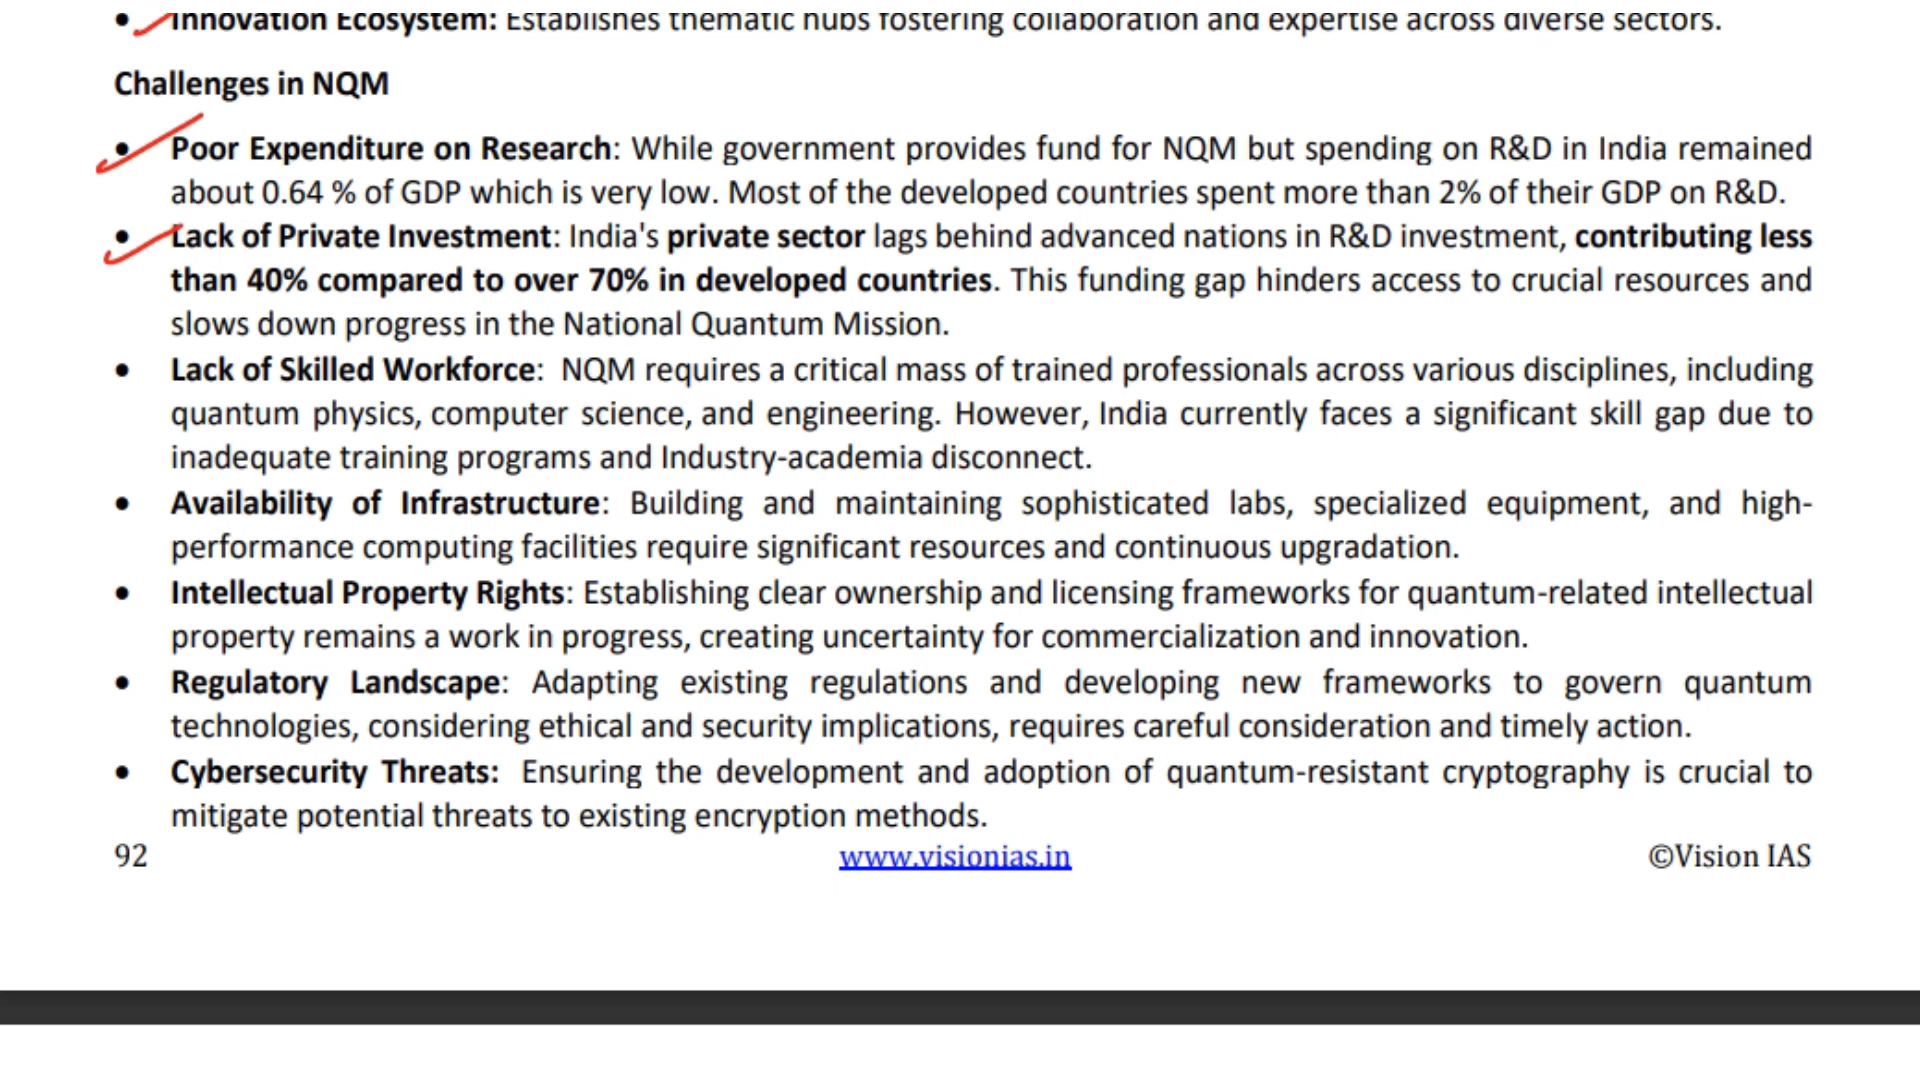 • Innovation Ecosystem: Establishes thematic hubs fostering collaboration and expertise across diverse sectors.
Challenges in NQM
• Poor Expenditure on Research: While government provides fund for NQM but spending on R&D in India remained
about 0.64 % of GDP which is very low. Most of the developed countries spent more than 2% of their GDP on R&D.
• Lack of Private Investment: India's private sector lags behind advanced nations in R&D investment, contributing less
than 40% compared to over 70% in developed countries. This funding gap hinders access to crucial resources and
slows down progress in the National Quantum Mission.
• Lack of Skilled Workforce: NQM requires a critical mass of trained professionals across various disciplines, including
quantum physics, computer science, and engineering. However, India currently faces a significant skill gap due to
inadequate training programs and Industry-academia disconnect.
• Availability of Infrastructure: Building and maintaining sophisticated labs, specialized equipment, and high-
performance computing facilities require significant resources and continuous upgradation.
• Intellectual Property Rights: Establishing clear ownership and licensing frameworks for quantum-related intellectual
property remains a work in progress, creating uncertainty for commercialization and innovation.
• Regulatory Landscape: Adapting existing regulations and developing new frameworks to govern quantum
technologies, considering ethical and security implications, requires careful consideration and timely action.
• Cybersecurity Threats: Ensuring the development and adoption of quantum-resistant cryptography is crucial to
mitigate potential threats to existing encryption methods.
92 www.visionias.in ©Vision IAS